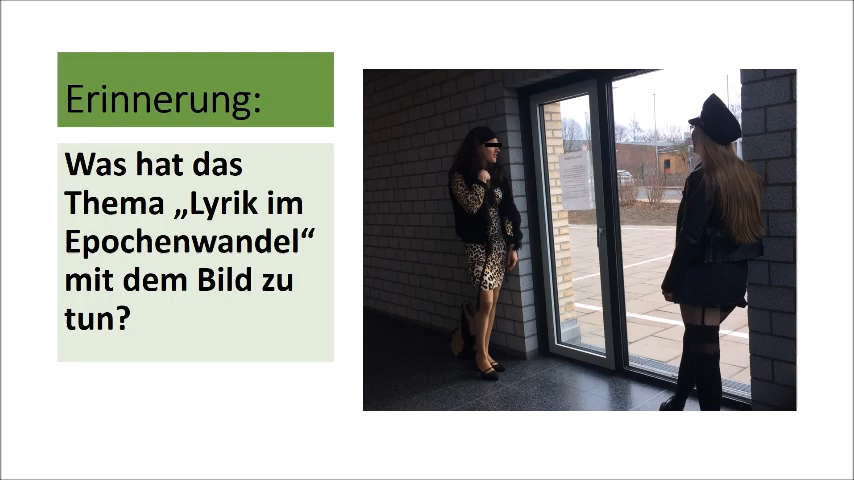 Erinnerung:
Was hat das
Thema „Lyrik im
Epochenwandel“
mit dem Bild zu
tun?